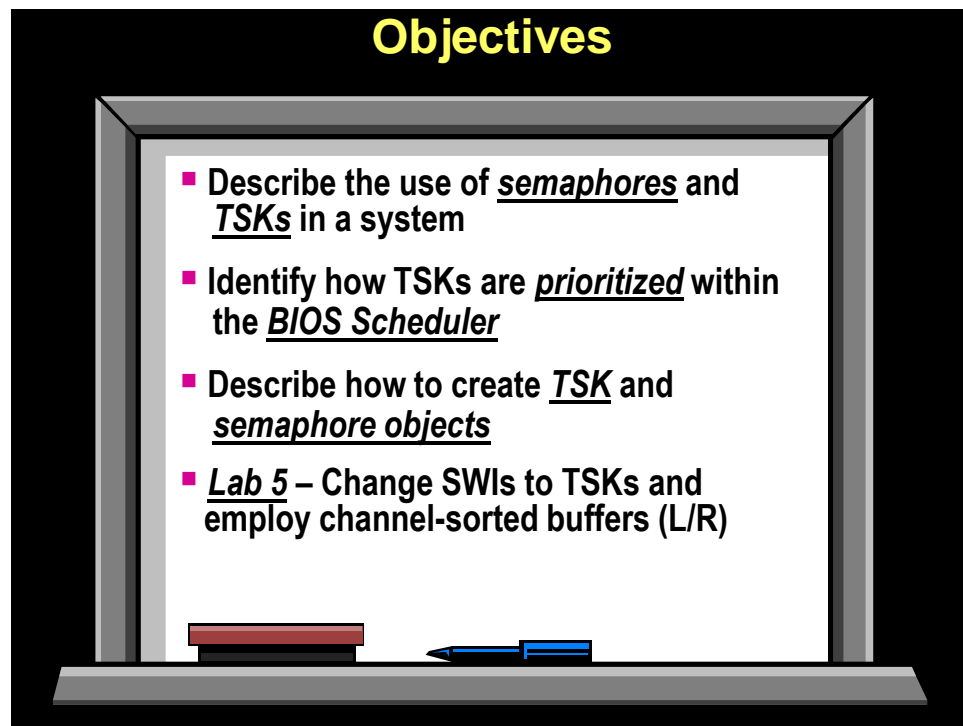 Objectives
▪ Describe the use of semaphores and
TSKs in a system
▪ Identify how TSKs are prioritized within
the BIOS Scheduler
▪ Describe how to create TSK and
semaphore objects
▪ Lab 5 – Change SWIs to TSKs and
employ channel-sorted buffers (L/R)